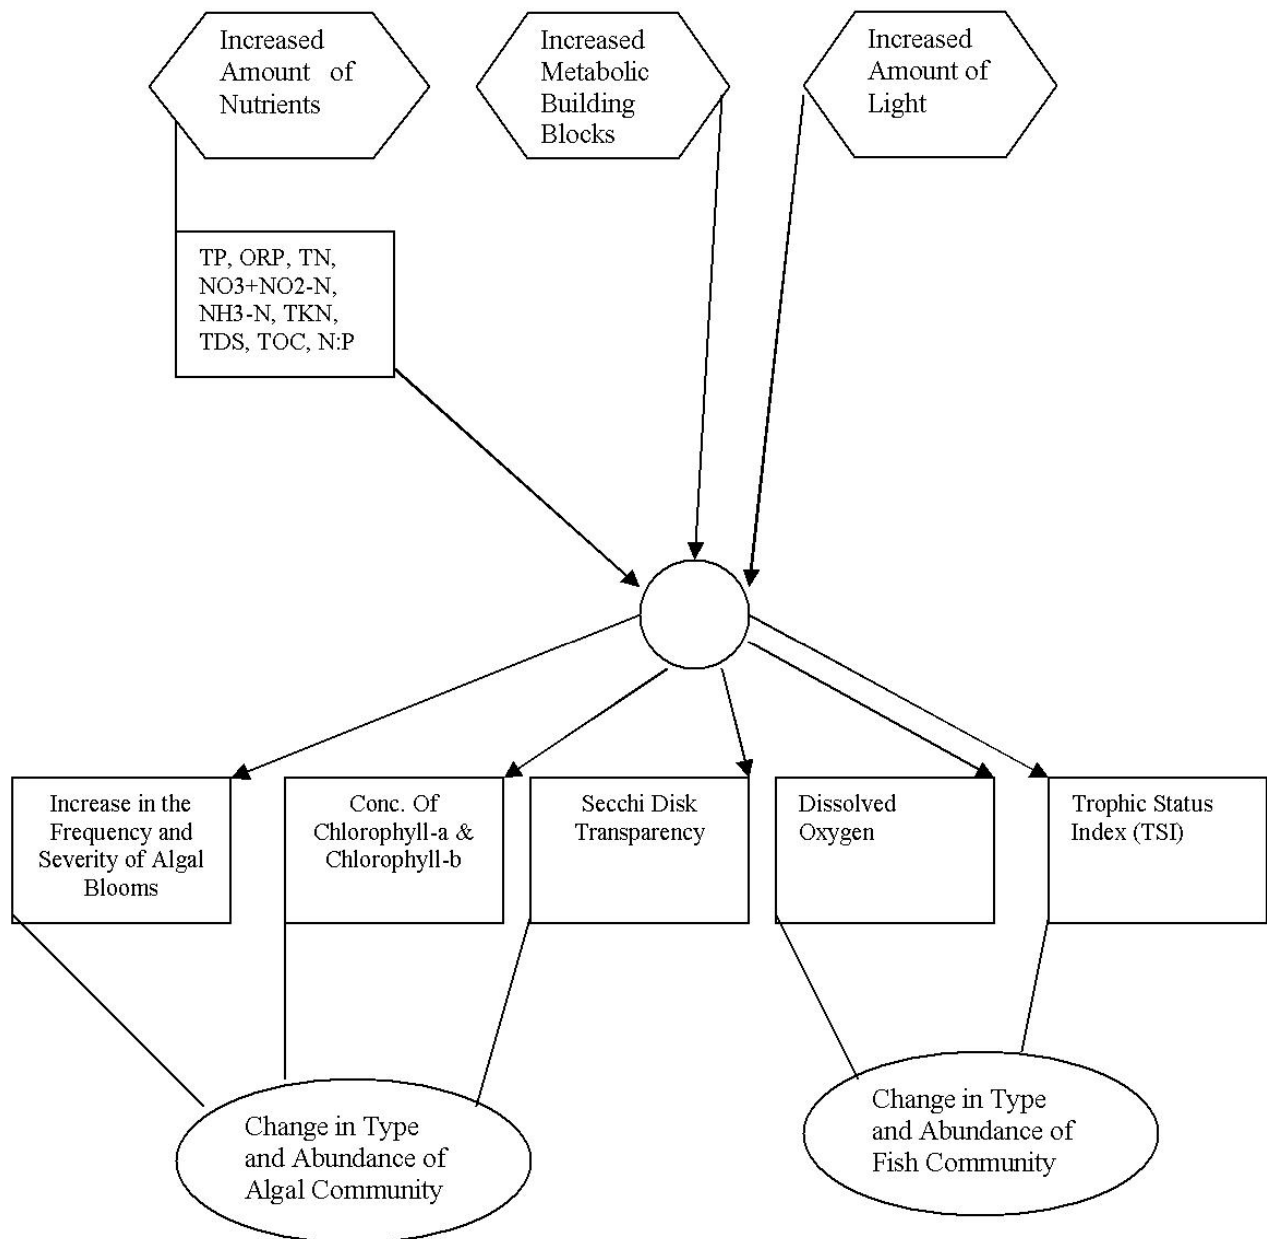 Increased
Amount of
Nutrients
Increased
Metabolic
Building
Blocks
Increased
Amount of
Light
TP, ORP, TN,
NO3+NO2-N,
NH3-N, TKN,
TDS, TOC, N:P
Increase in the
Frequency and
Severity of Algal
Blooms
Conc. Of
Chlorophyll-a &
Chlorophyll-b
Secchi Disk
Transparency
Dissolved
Oxygen
Trophic Status
Index (TSI)
Change in Type
and Abundance of
Algal Community
Change in Type
and Abundance of
Fish Community